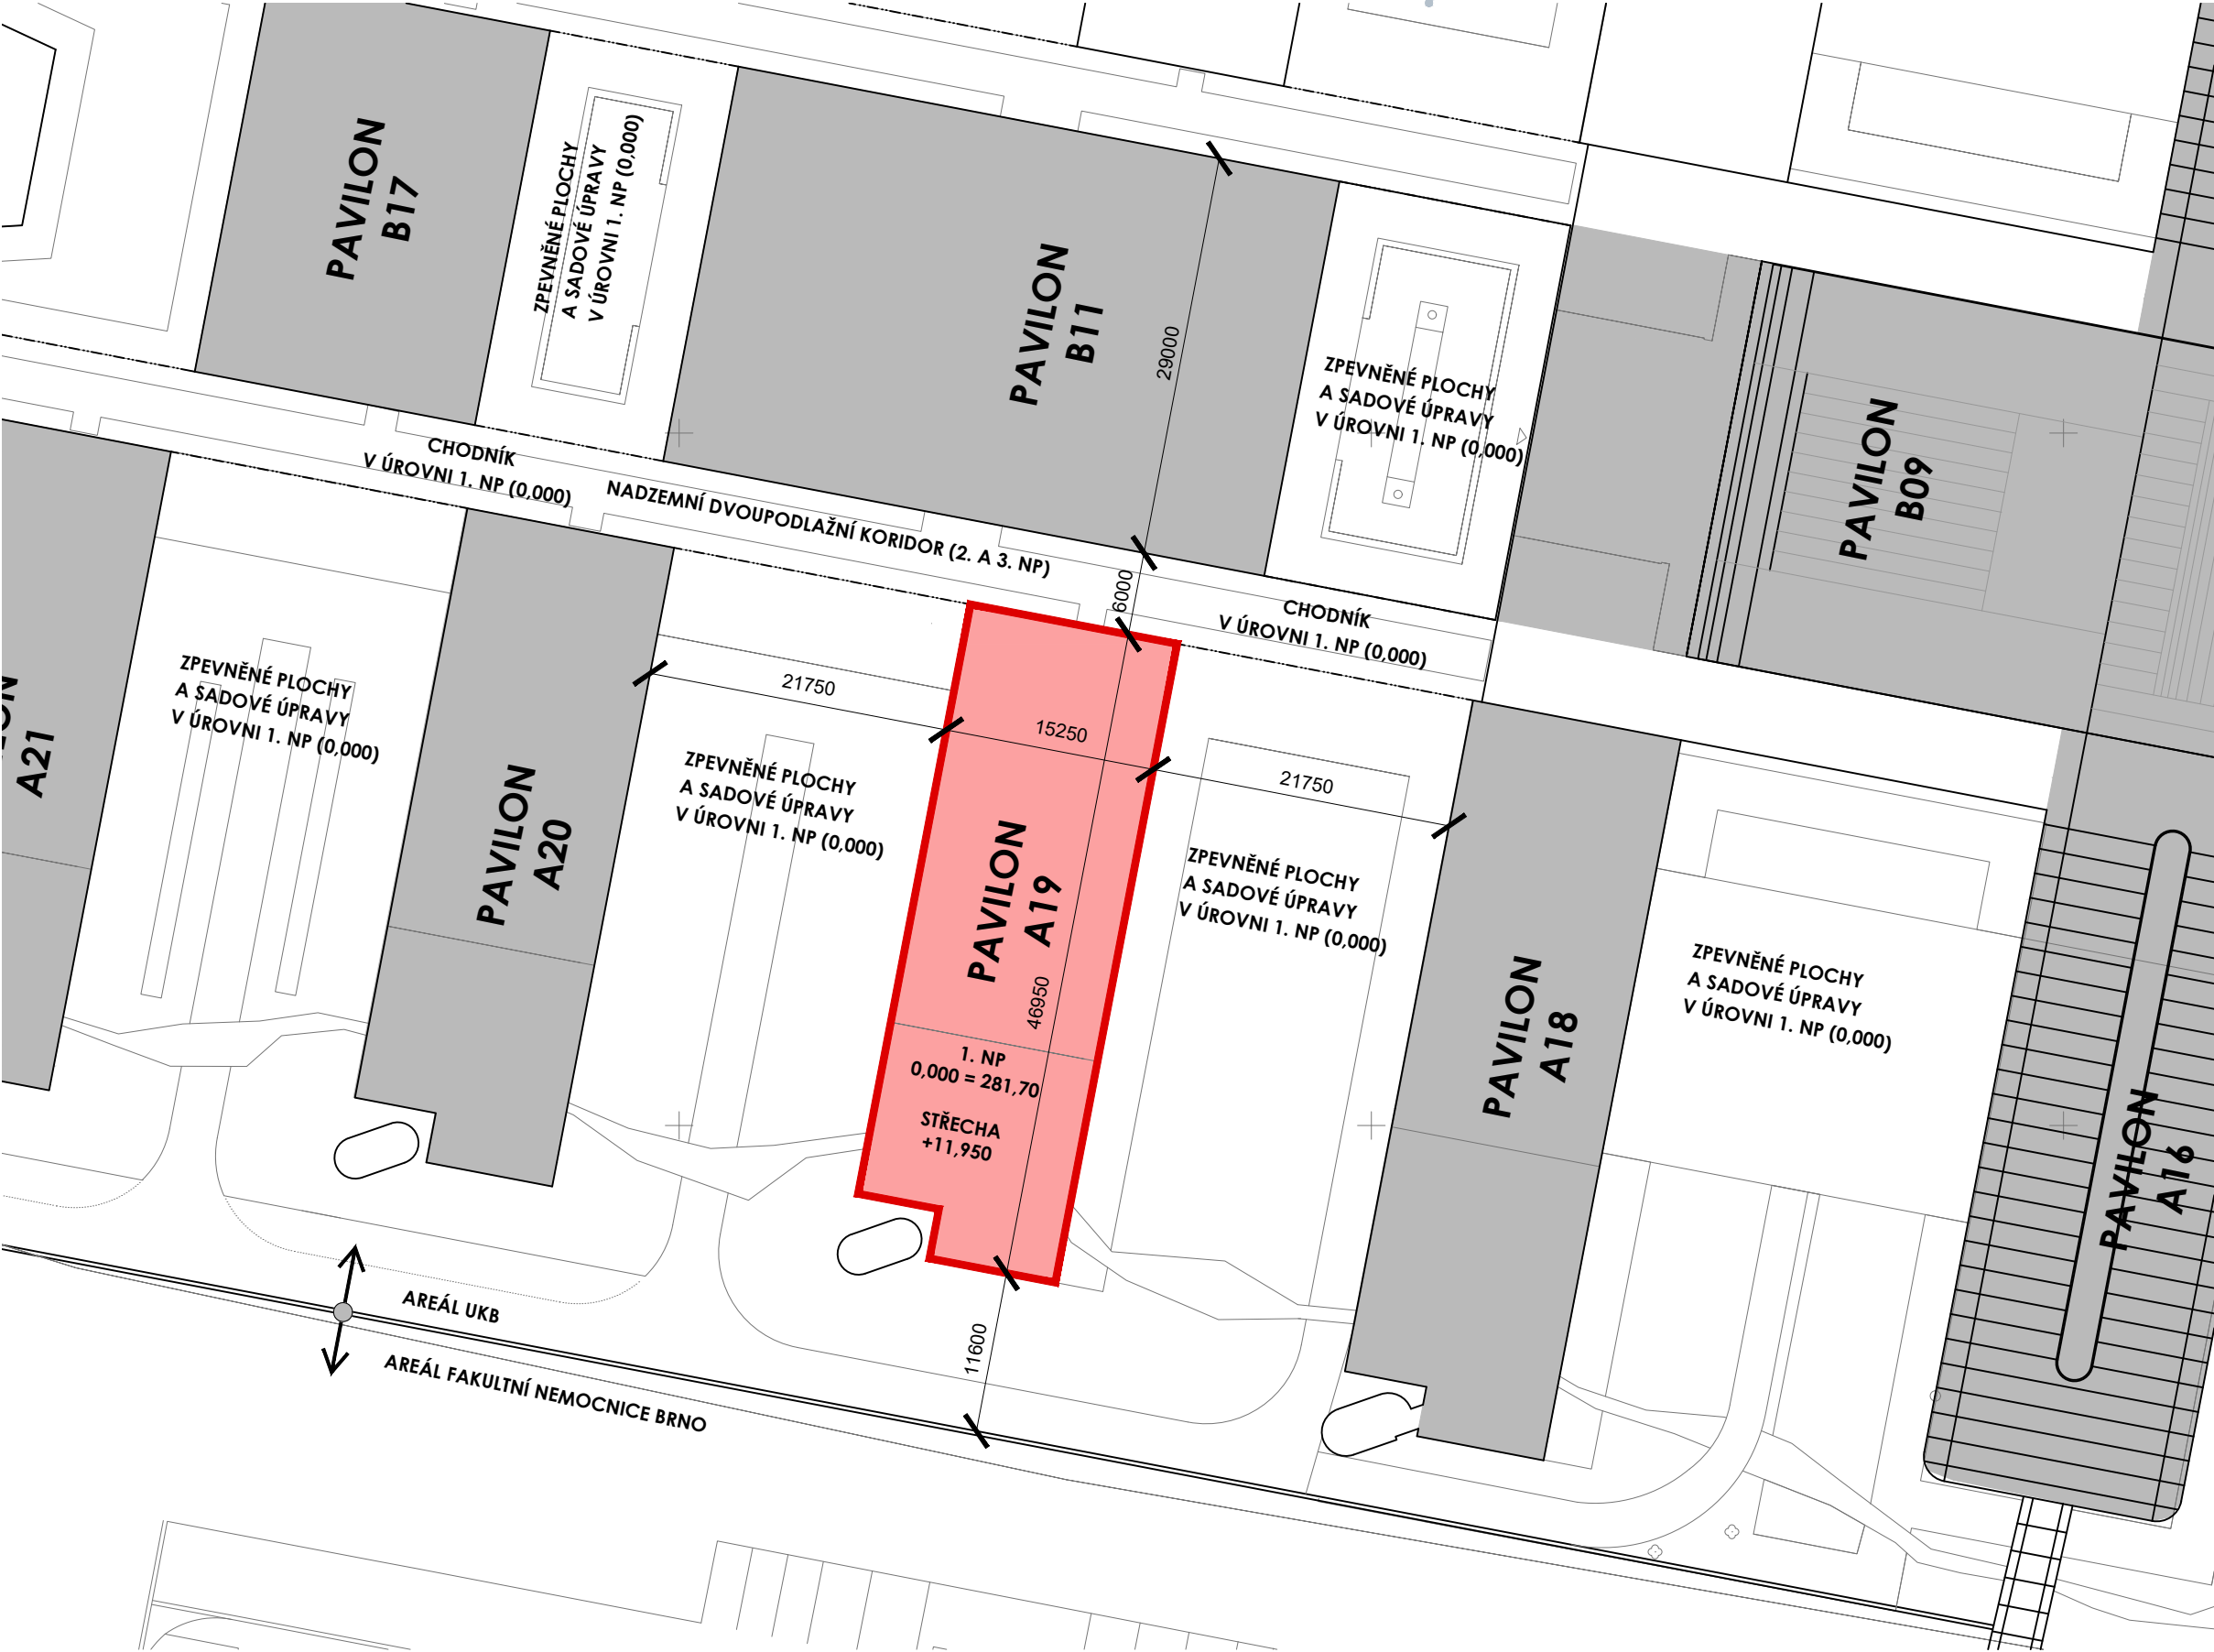 PAVILON
B17
ZPEVNĚNÉ PLOCHY
A SADOVÉ ÚPRAVY
V ÚROVNI 1. NP (0,000)
PAVILON
B11
29000
ZPEVNĚNÉ PLOCHY
A SADOVÉ ÚPRAVY
V ÚROVNI 1. NP (0,000)
PAVILON
B09
CHODNÍK
V ÚROVNI 1. NP (0,000)
NADZEMNÍ DVOUPODLAŽNÍ KORIDOR (2. A 3. NP)
6000
CHODNÍK
V ÚROVNI 1. NP (0,000)
A21
ZPEVNĚNÉ PLOCHY
A SADOVÉ ÚPRAVY
V ÚROVNI 1. NP (0,000)
PAVILON
A20
21750
15250
21750
ZPEVNĚNÉ PLOCHY
A SADOVÉ ÚPRAVY
V ÚROVNI 1. NP (0,000)
PAVILON
A19
46950
1. NP
0,000 = 281,70
STŘECHA
+11,950
ZPEVNĚNÉ PLOCHY
A SADOVÉ ÚPRAVY
V ÚROVNI 1. NP (0,000)
PAVILON
A18
ZPEVNĚNÉ PLOCHY
A SADOVÉ ÚPRAVY
V ÚROVNI 1. NP (0,000)
PAVILON
A16
11600
AREÁL UKB
AREÁL FAKULTNÍ NEMOCNICE BRNO